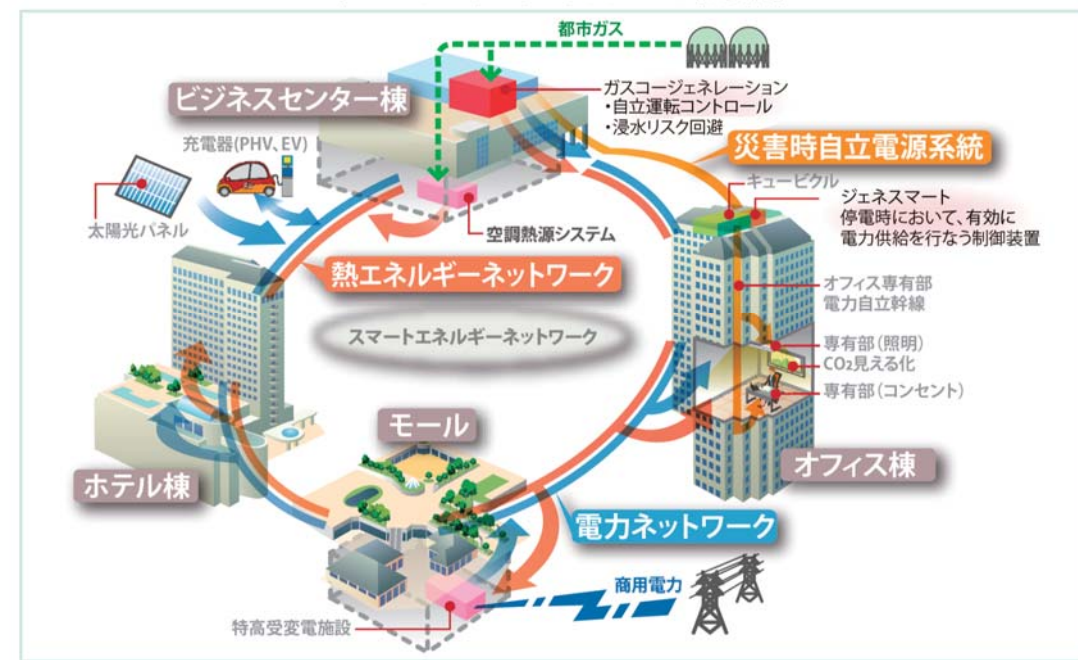 都市ガス
ビジネスセンター棟
ガスコージェネレーション
・自立運転コントロール
・浸水リスク回避
充電器(PHV、EV)
災害時自立電源系統
キュービクル
ジェネスマート
停電時において、有効に
電力供給を行なう制御装置
太陽光パネル
空調熱源システム
熱エネルギーネットワーク
オフィス専有部
電力自立幹線
スマートエネルギーネットワーク
専有部(照明)
CO₂見える化
専有部(コンセント)
モール
オフィス棟
ホテル棟
電力ネットワーク
商用電力
特高受変電施設